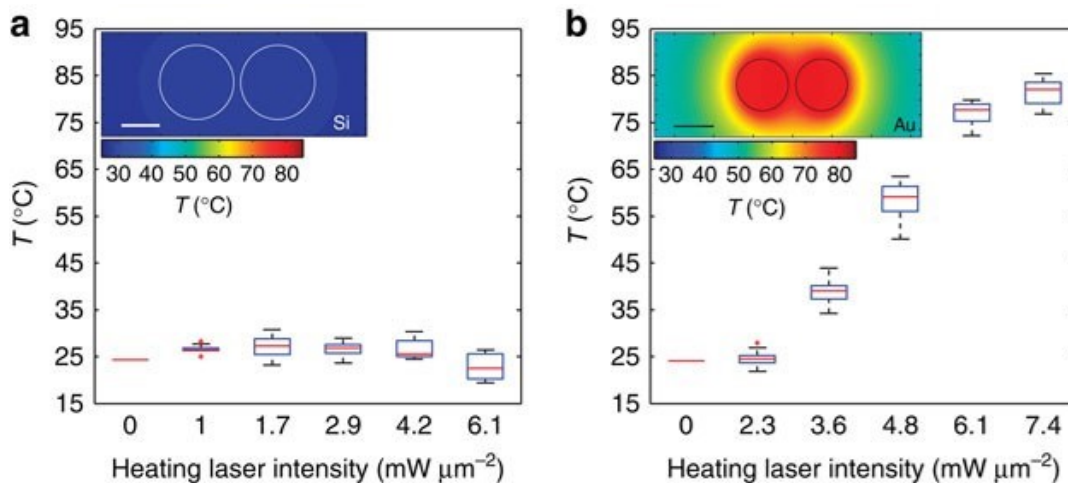 a
95
85
75
65
55
45
35
25
15
T (°C)
Si
30 40 50 60 70 80
T (°C)
0 1 1.7 2.9 4.2 6.1
Heating laser intensity (mW μm⁻²)
b
95
85
75
65
55
45
35
25
15
T (°C)
Au
30 40 50 60 70 80
T (°C)
0 2.3 3.6 4.8 6.1 7.4
Heating laser intensity (mW μm⁻²)